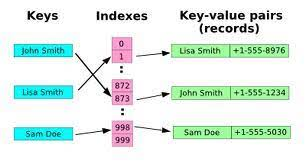 Keys Indexes Key-value pairs
(records)
0
John Smith Lisa Smith +1-555-8976
1
:
872
Lisa Smith 873 John Smith +1-555-1234
:
998
Sam Doe 999 Sam Doe +1-555-5030